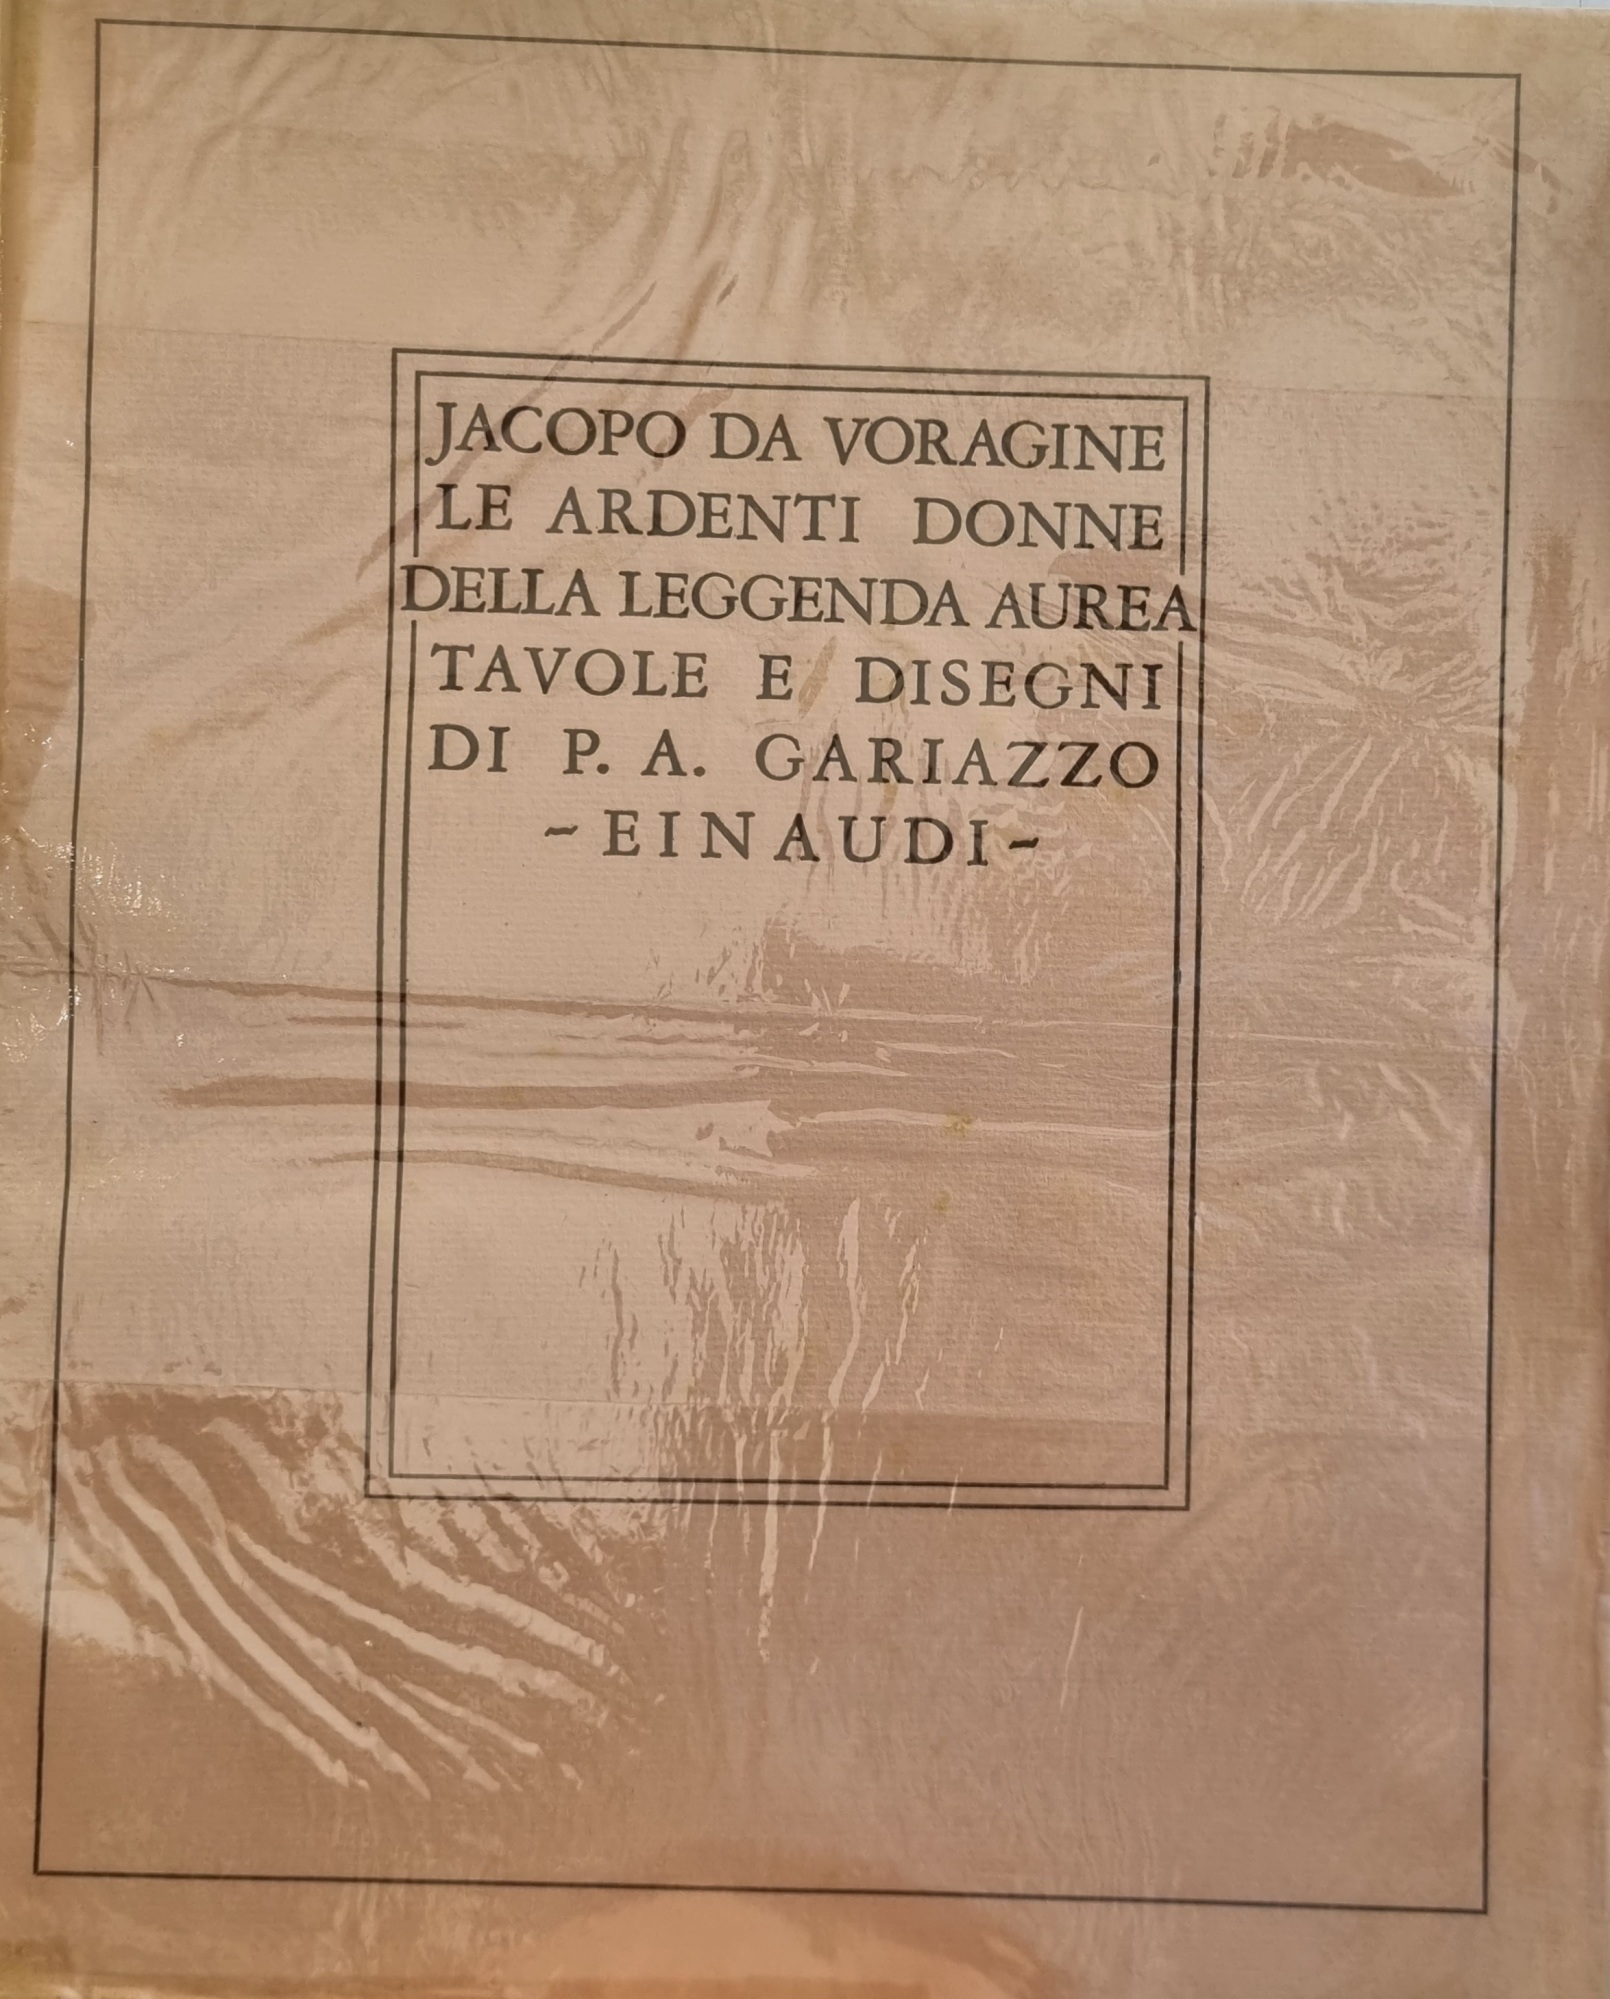 JACOPO DA VORAGINE
LE ARDENTI DONNE
DELLA LEGGENDA AUREA
TAVOLE E DISEGNI
DI P. A. GARIAZZO
~ EINAUDI ~